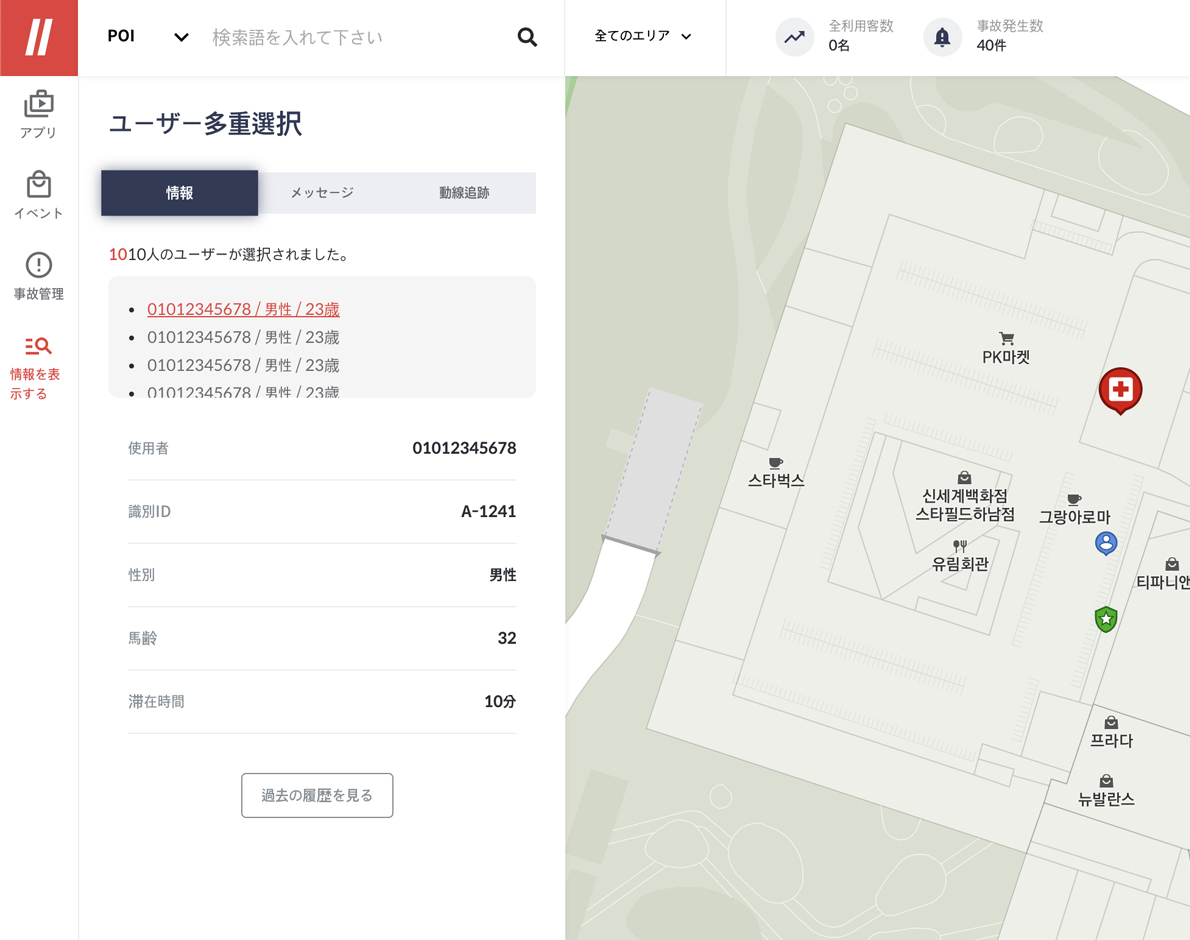 POI
検索語を入れて下さい
全てのエリア
全利用客数
0名
事故発生数
40件
アプリ
イベント
事故管理
情報を表
示する
ユーザー多重選択
情報
メッセージ
動線追跡
1010人のユーザーが選択されました。
01012345678 / 男性 / 23歳
01012345678 / 男性 / 23歳
01012345678 / 男性 / 23歳
01012345678 / 男性 / 23歳
使用者
01012345678
識別ID
A-1241
性別
男性
馬齢
32
滞在時間
10分
過去の履歴を見る
PK마켓
스타벅스
신세계백화점
스타필드하남점
그랑아로마
유림회관
티파니앤
프라다
뉴발란스